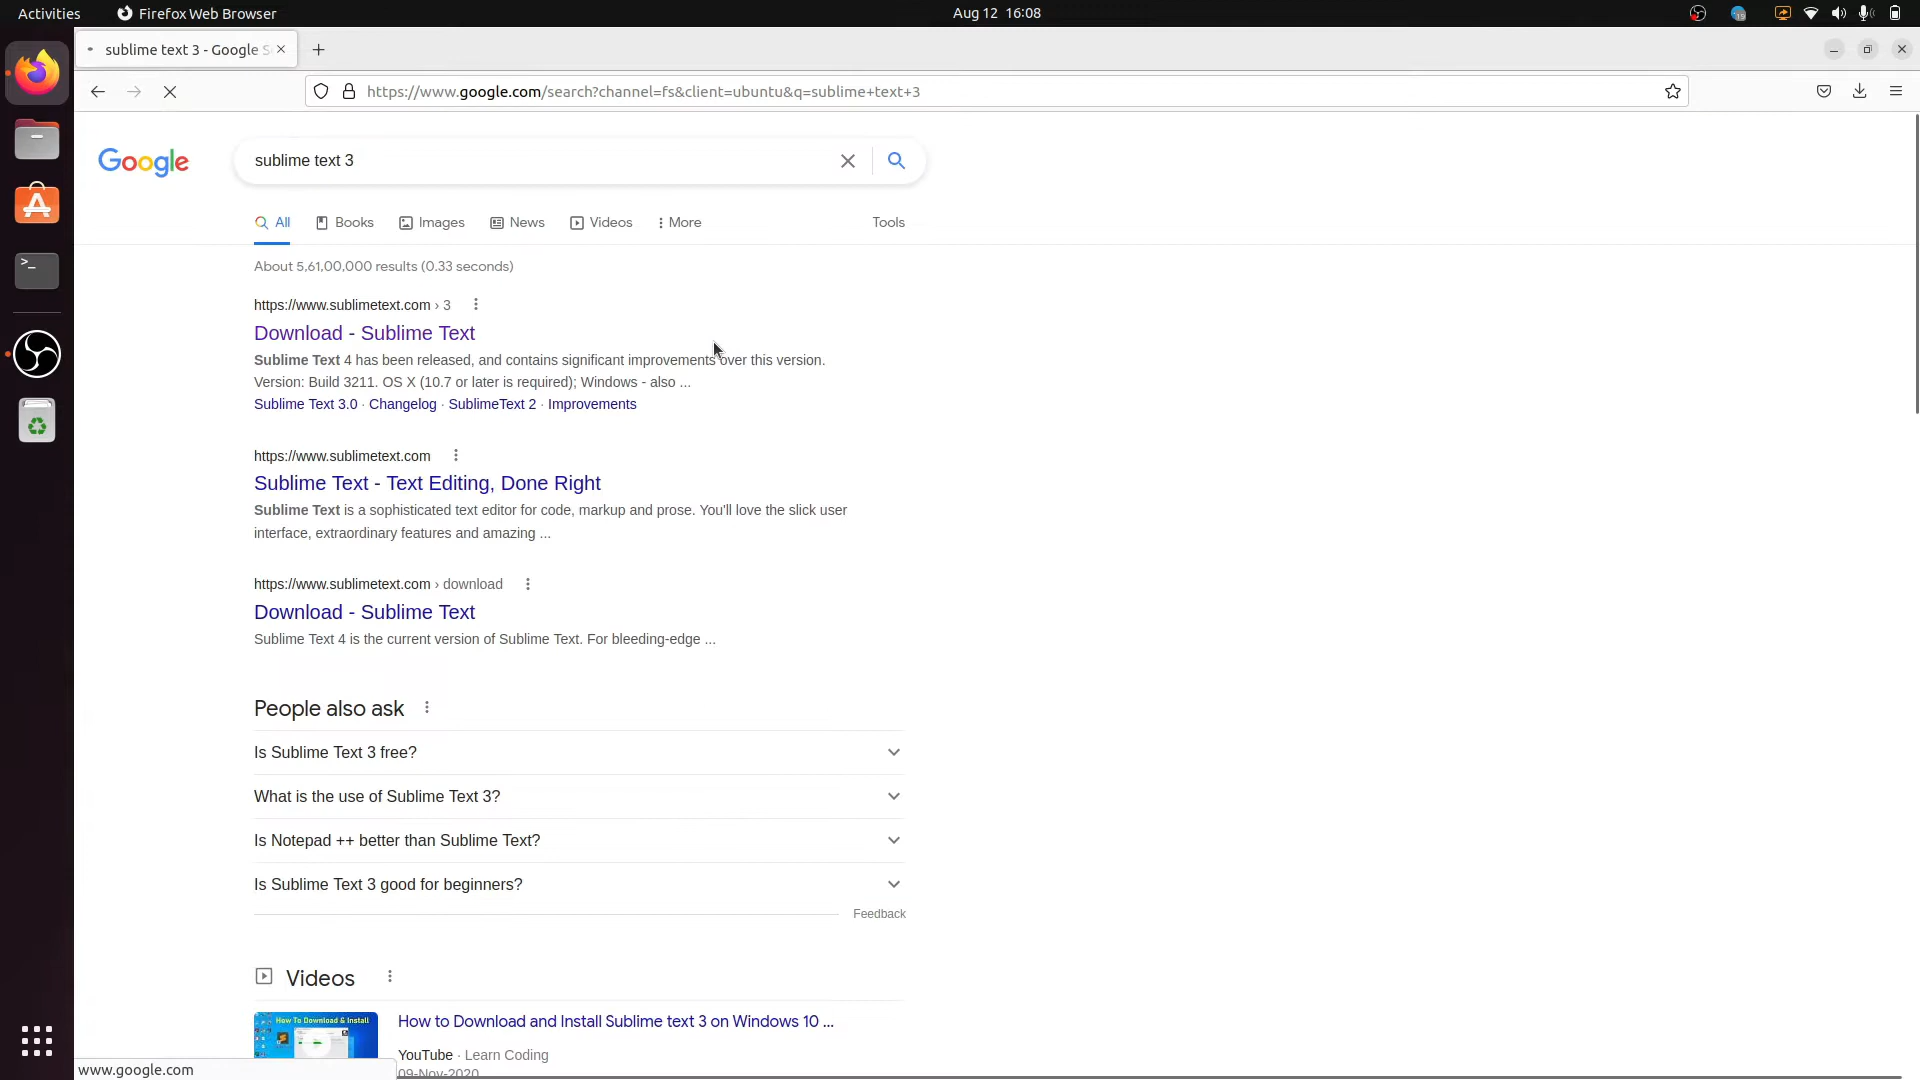 Activities Firefox Web Browser Aug 12 16:08
sublime text 3 - Google S
https://www.google.com/search?channel=fs&client=ubuntu&q=sublime+text+3
Google sublime text 3
All Books Images News Videos More Tools
About 5,61,00,000 results (0.33 seconds)
https://www.sublimetext.com › 3
Download - Sublime Text
Sublime Text 4 has been released, and contains significant improvements over this version.
Version: Build 3211. OS X (10.7 or later is required); Windows - also ...
Sublime Text 3.0 · Changelog · SublimeText 2 · Improvements
https://www.sublimetext.com
Sublime Text - Text Editing, Done Right
Sublime Text is a sophisticated text editor for code, markup and prose. You'll love the slick user
interface, extraordinary features and amazing ...
https://www.sublimetext.com › download
Download - Sublime Text
Sublime Text 4 is the current version of Sublime Text. For bleeding-edge ...
People also ask
Is Sublime Text 3 free?
What is the use of Sublime Text 3?
Is Notepad ++ better than Sublime Text?
Is Sublime Text 3 good for beginners?
Feedback
Videos
How To Download & Install
How to Download and Install Sublime text 3 on Windows 10 ...
YouTube · Learn Coding
09-Nov-2020
www.google.com